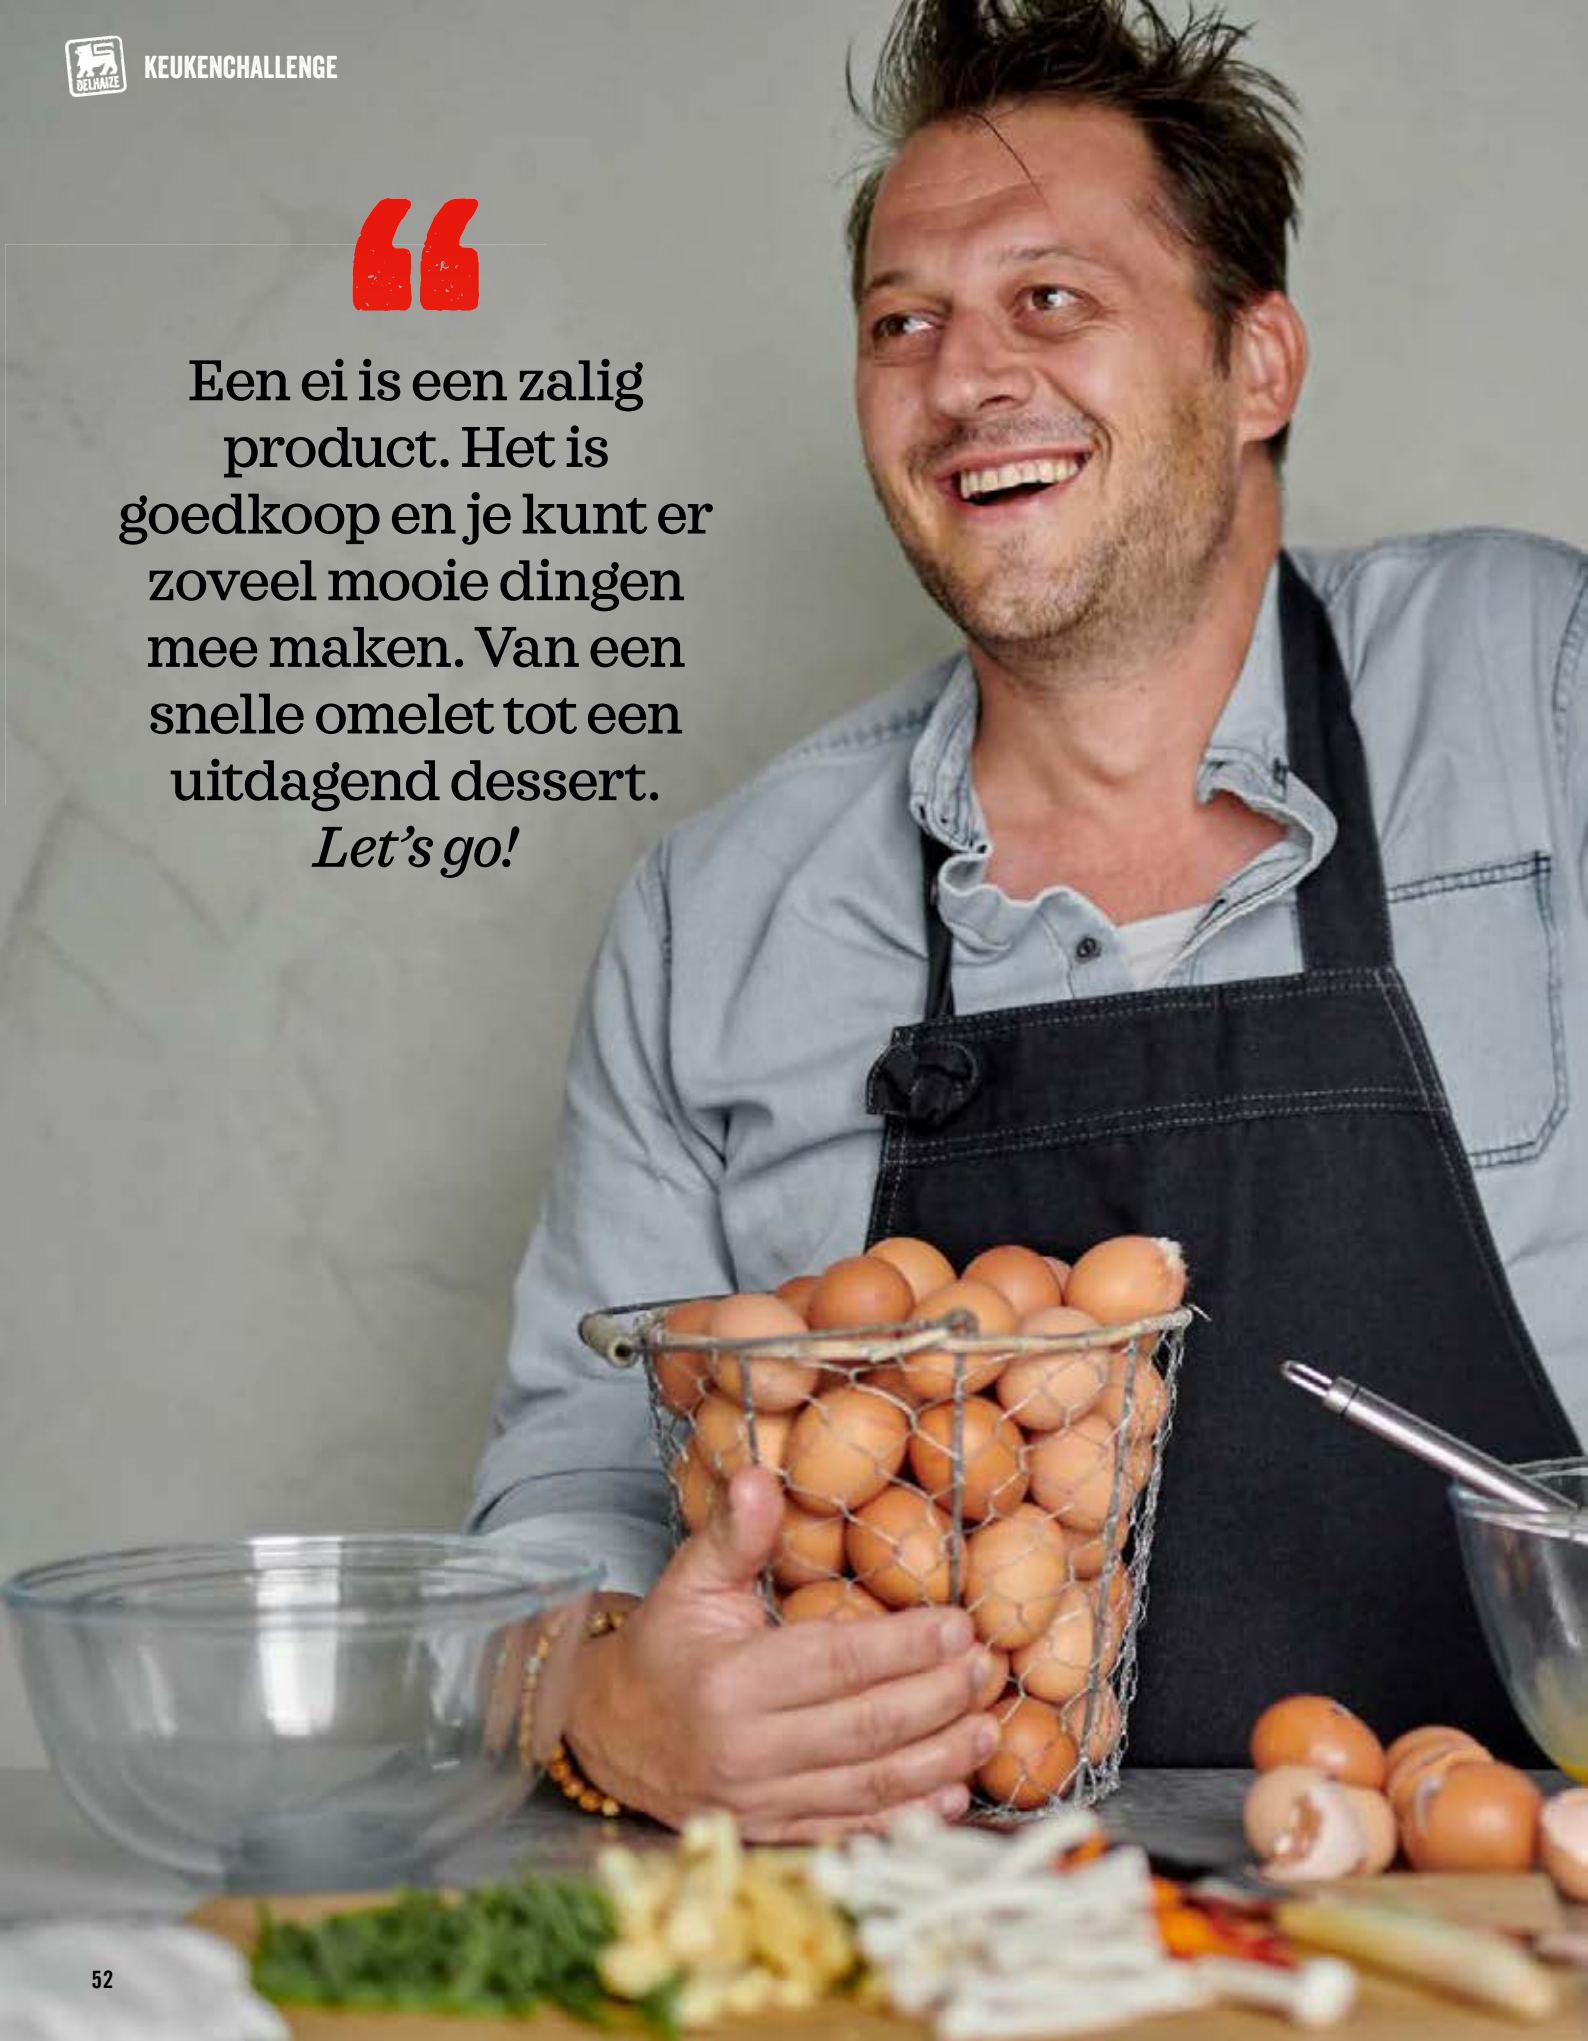 DELHAIZE
KEUKENCHALLENGE
“
Een ei is een zalig
product. Het is
goedkoop en je kunt er
zoveel mooie dingen
mee maken. Van een
snelle omelet tot een
uitdagend dessert.
Let’s go!
52